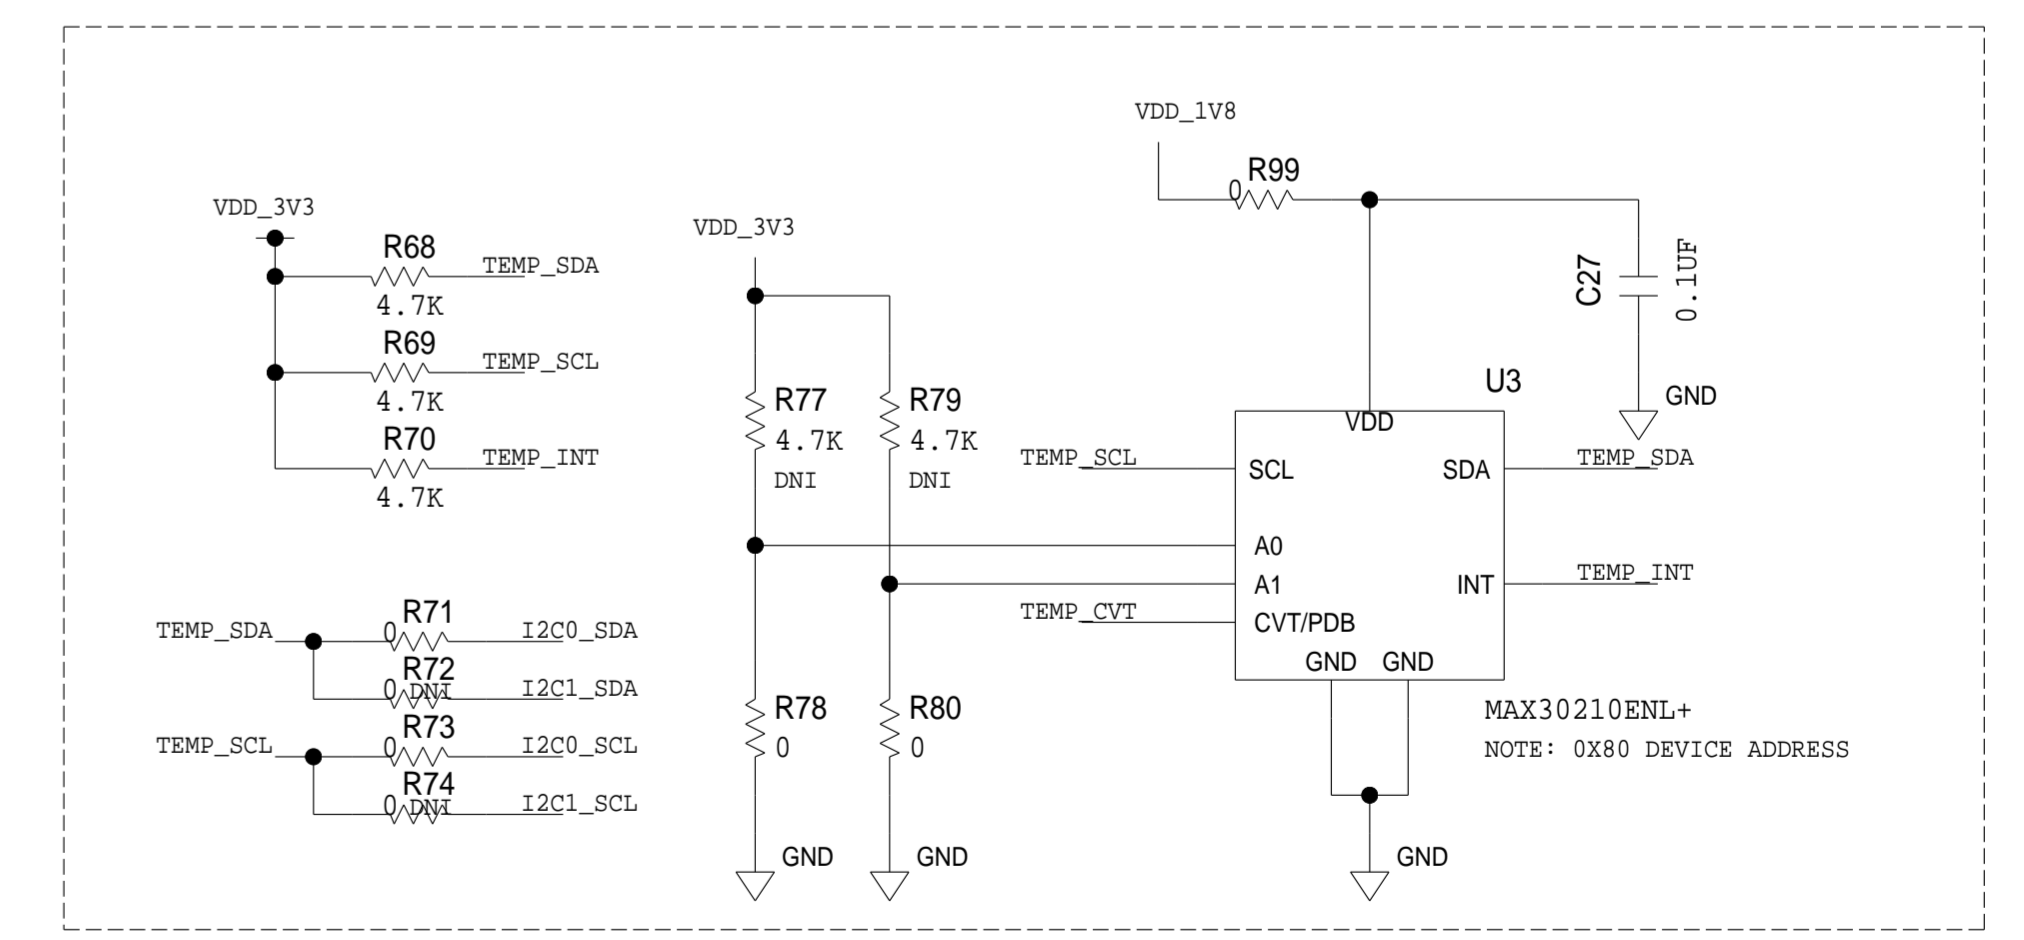 VDD_3V3
R68
TEMP_SDA
4.7K
R69
TEMP_SCL
4.7K
R70
TEMP_INT
4.7K
TEMP_SDA
R71
0
I2C0_SDA
R72
0 DNI
I2C1_SDA
TEMP_SCL
R73
0
I2C0_SCL
R74
0 DNI
I2C1_SCL
VDD_3V3
R77
4.7K
DNI
R79
4.7K
DNI
R78
0
R80
0
GND
GND
VDD_1V8
R99
0
C27
0.1UF
GND
U3
VDD
TEMP_SCL
SCL
SDA
TEMP_SDA
A0
A1
INT
TEMP_INT
TEMP_CVT
CVT/PDB
GND GND
MAX30210ENL+
NOTE: 0X80 DEVICE ADDRESS
GND